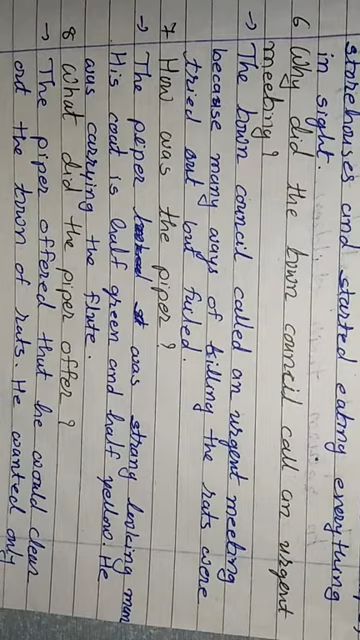 storehouses and started eating everything
in sight.
6 Why did the town council call an urgent
meeting?
→ The town council called an urgent meeting
because many ways of killing the rats were
tried out but failed.
7 How was the piper?
→ The piper was strong looking man
His coat is half green and half yellow. He
was carrying the flute.
8 What did the piper offer?
→ The piper offered that he would clear
out the town of rats. He wanted only